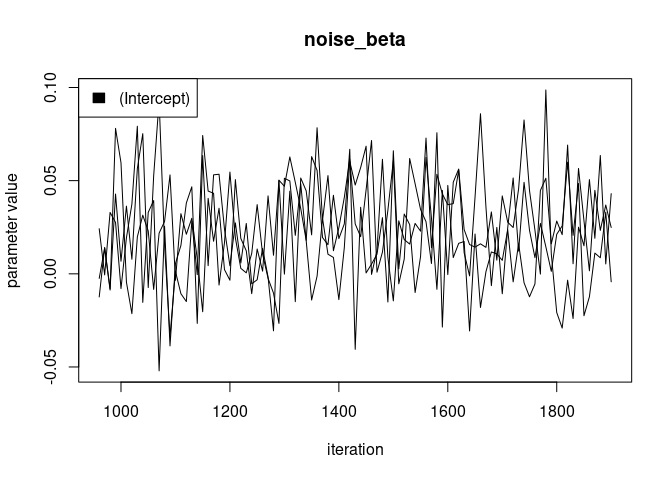 noise_beta
(Intercept)
parameter value
0.10
0.05
0.00
-0.05
1000 1200 1400 1600 1800
iteration